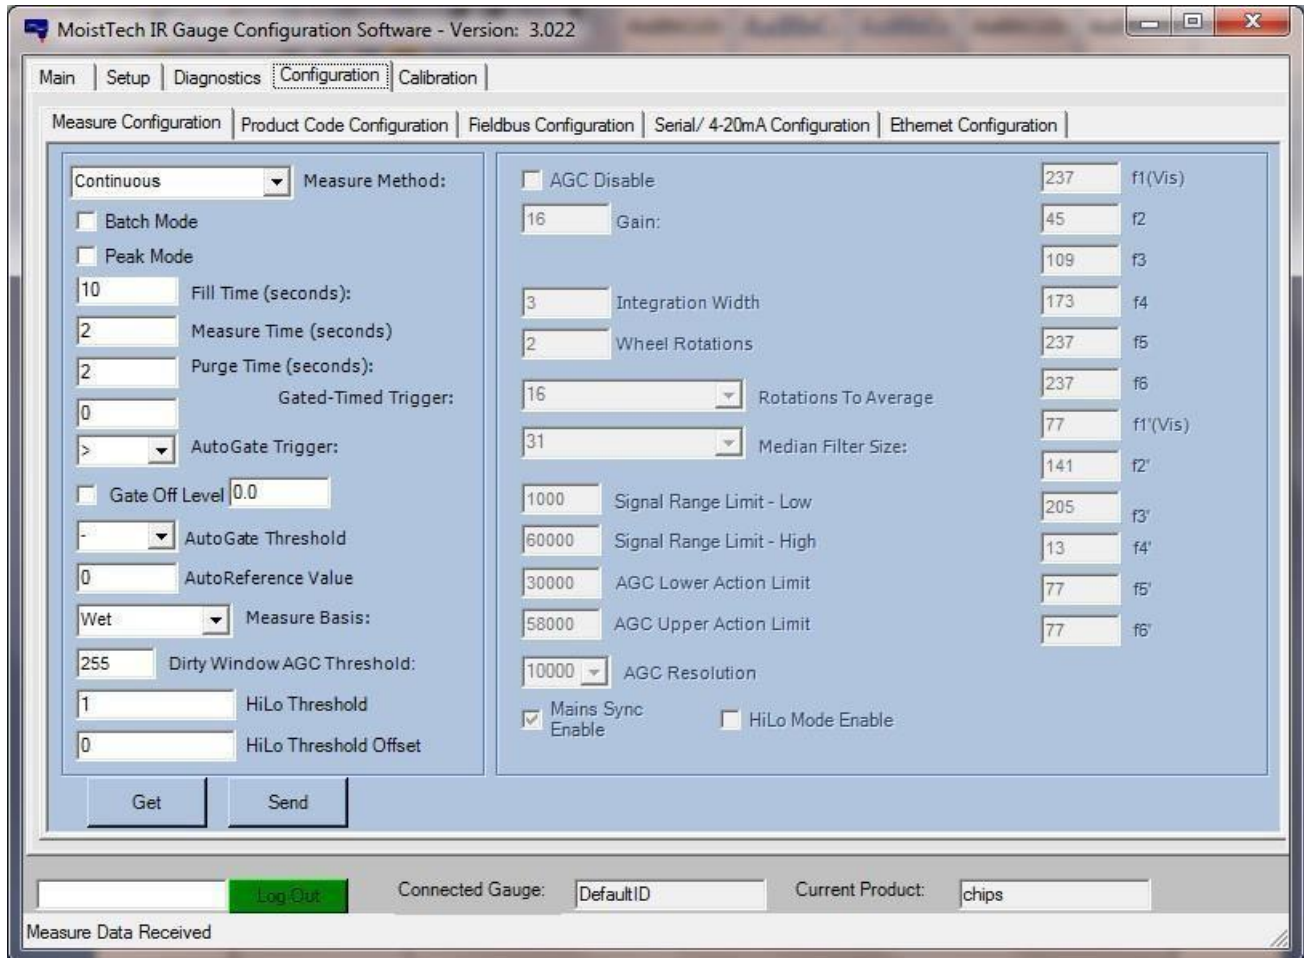 MoistTech IR Gauge Configuration Software - Version: 3.022
Main Setup Diagnostics Configuration Calibration
Measure Configuration Product Code Configuration Fieldbus Configuration Serial/ 4-20mA Configuration Ethernet Configuration
Continuous Measure Method:
Batch Mode
Peak Mode
10 Fill Time (seconds):
2 Measure Time (seconds)
2 Purge Time (seconds):
Gated-Timed Trigger:
0
> AutoGate Trigger:
Gate Off Level 0.0
- AutoGate Threshold
0 AutoReference Value
Wet Measure Basis:
255 Dirty Window AGC Threshold:
1 HiLo Threshold
0 HiLo Threshold Offset
Get Send
AGC Disable
16 Gain:
3 Integration Width
2 Wheel Rotations
16 Rotations To Average
31 Median Filter Size:
1000 Signal Range Limit - Low
60000 Signal Range Limit - High
30000 AGC Lower Action Limit
58000 AGC Upper Action Limit
10000 AGC Resolution
Mains Sync
Enable
HiLo Mode Enable
237 f1(Vis)
45 f2
109 f3
173 f4
237 f5
237 f6
77 f1'(Vis)
141 f2'
205 f3'
13 f4'
77 f5'
77 f6'
Log Out Connected Gauge: DefaultID Current Product: chips
Measure Data Received